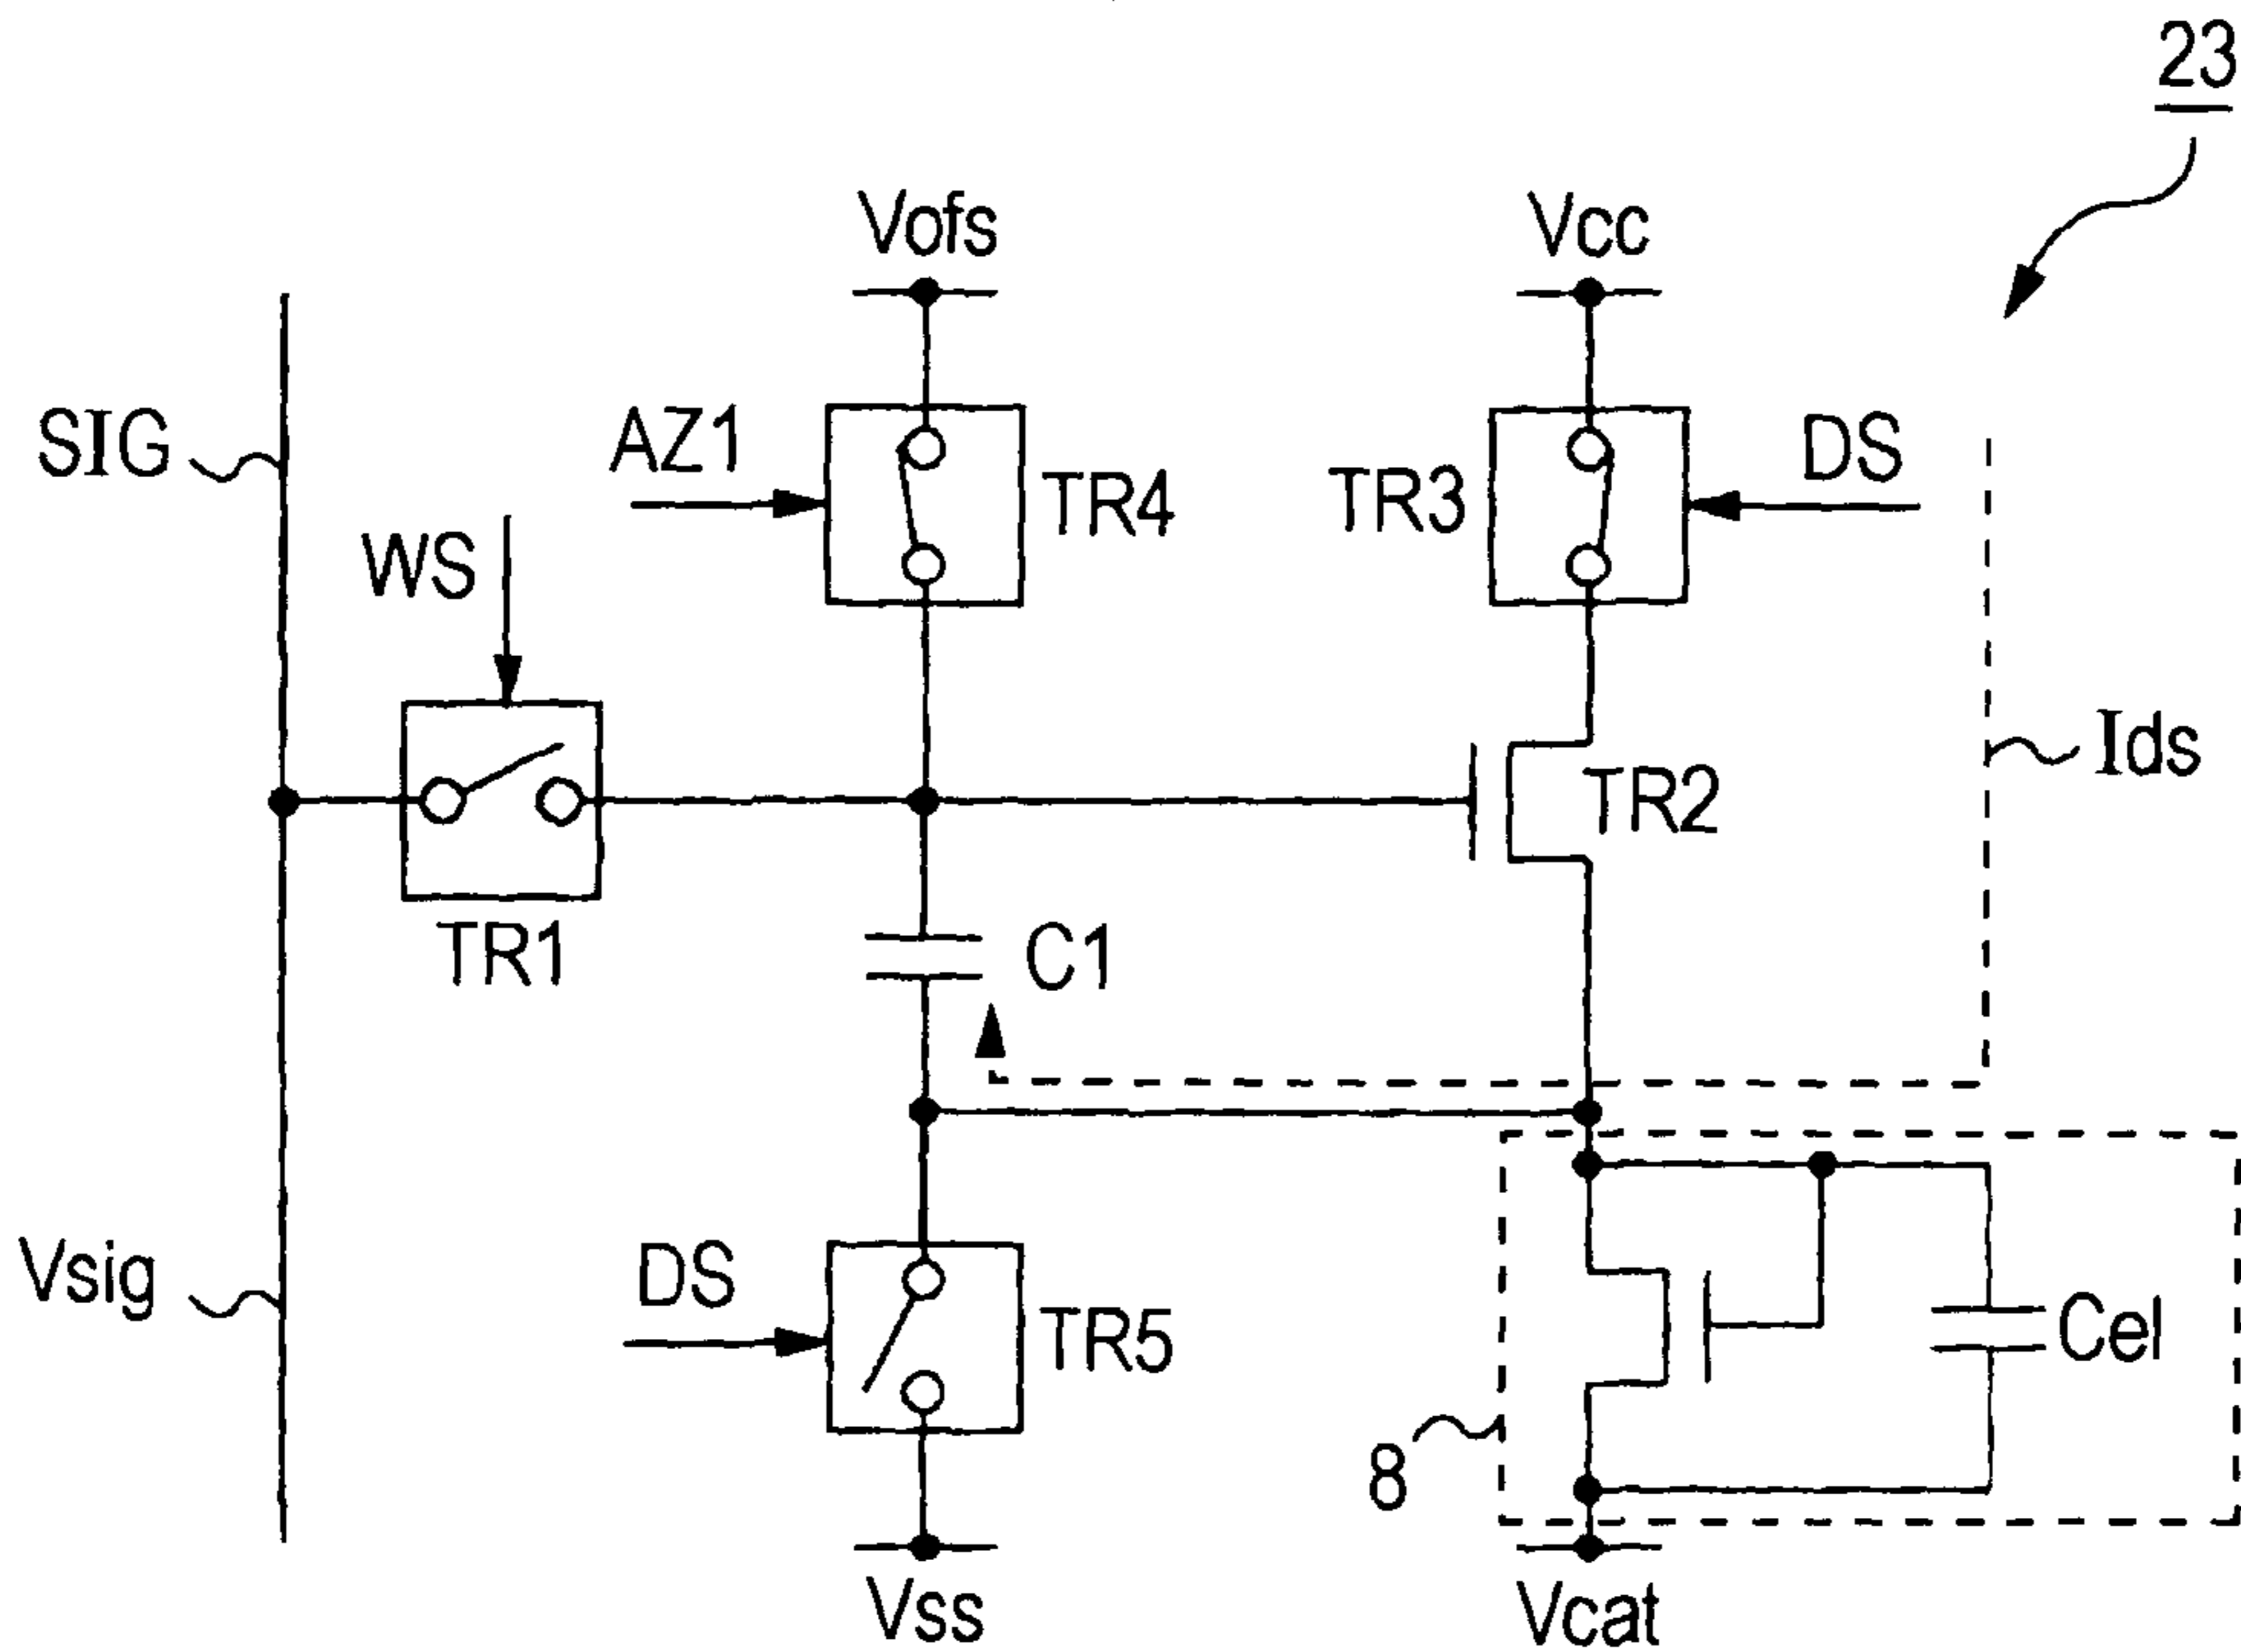 23
Vofs
Vcc
SIG
AZ1
TR4
TR3
DS
WS
Ids
TR2
TR1
C1
Vsig
DS
TR5
Cel
8
Vss
Vcat